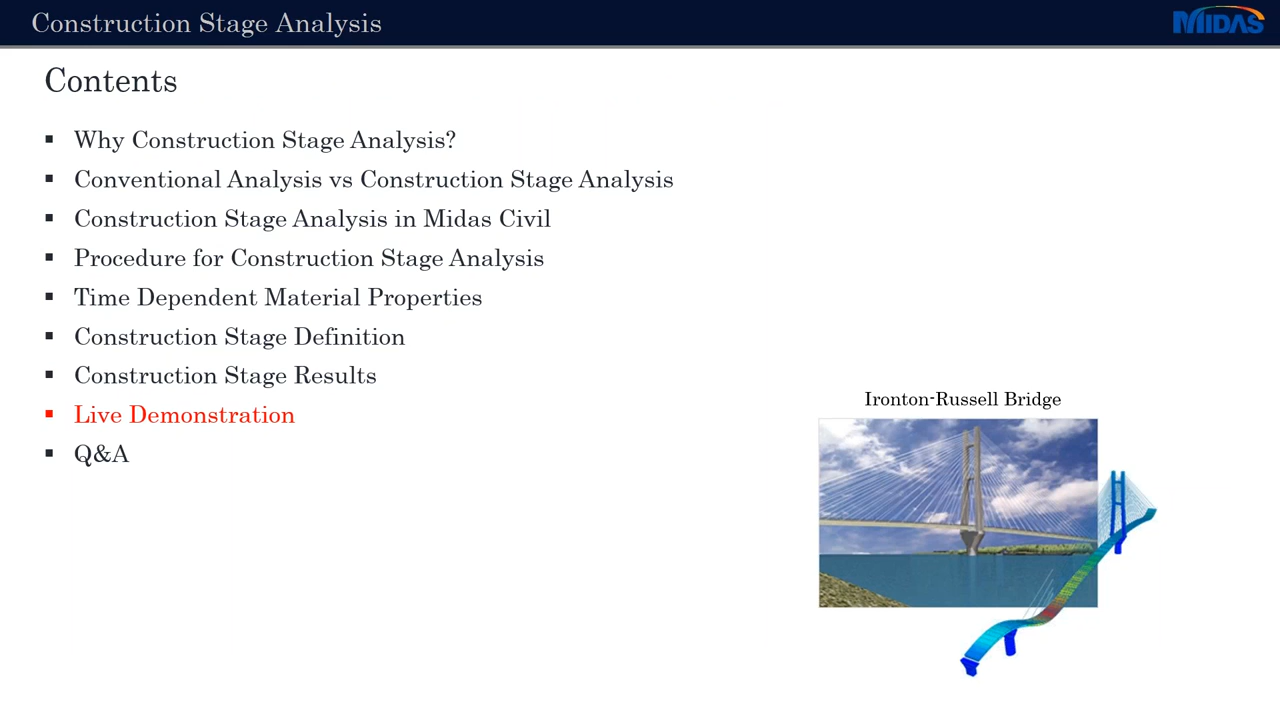 Construction Stage Analysis
MIDAS
Contents
▪ Why Construction Stage Analysis?
▪ Conventional Analysis vs Construction Stage Analysis
▪ Construction Stage Analysis in Midas Civil
▪ Procedure for Construction Stage Analysis
▪ Time Dependent Material Properties
▪ Construction Stage Definition
▪ Construction Stage Results
▪ Live Demonstration
▪ Q&A
Ironton-Russell Bridge